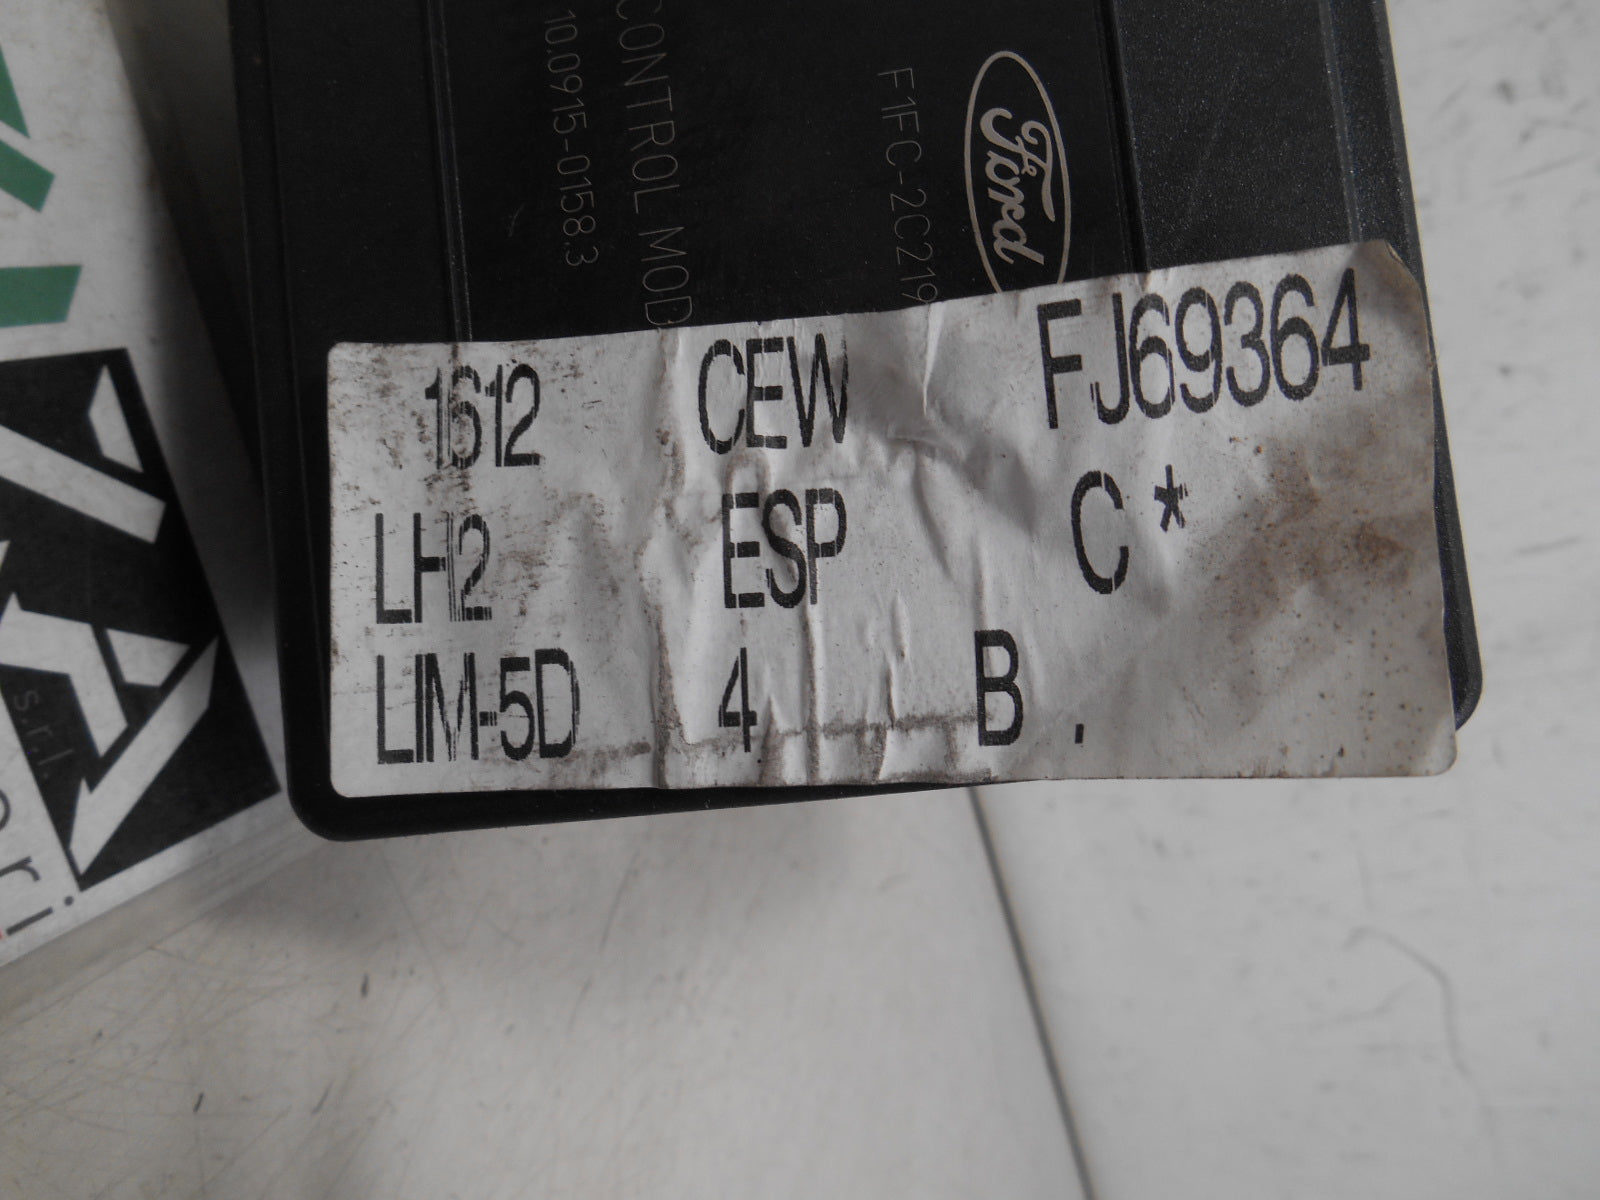 Ford
F1FC-2C219
CONTROL MOD
10.0915-0158.3
1612 CEW FJ69364
LH2 ESP C *
LIM-5D 4 B .
s.r.l.